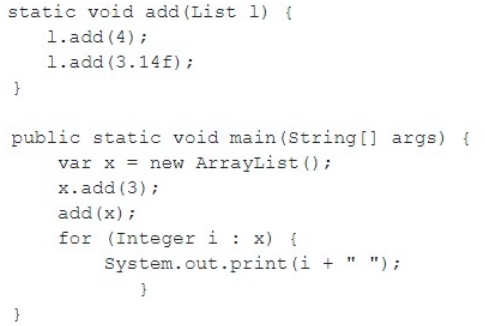 static void add(List l) {
l.add(4);
l.add(3.14f);
}
public static void main(String[] args) {
var x = new ArrayList();
x.add(3);
add(x);
for (Integer i : x) {
System.out.print(i + " ");
}
}